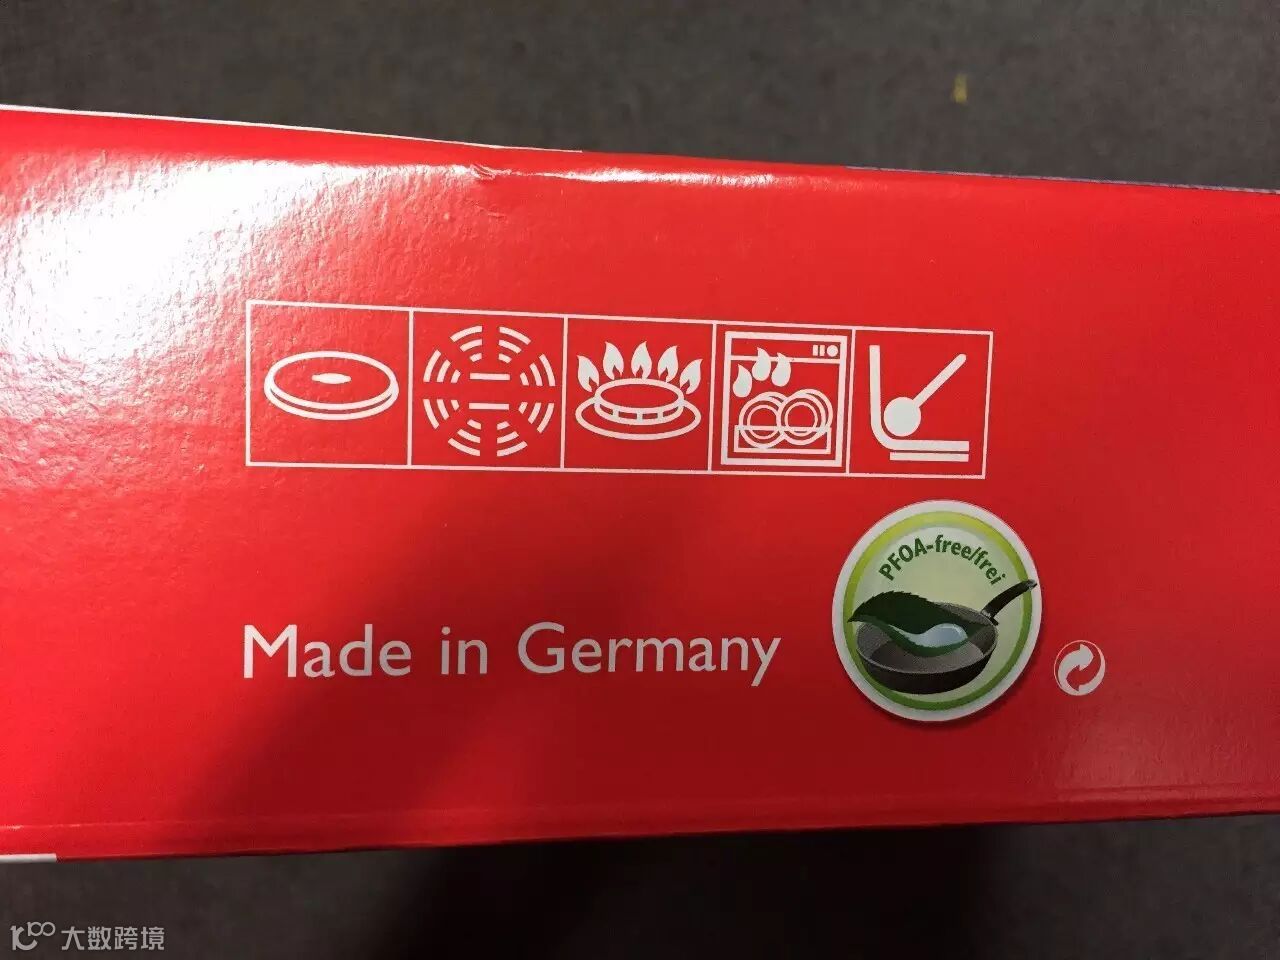 PFOA-free/frei
Made in Germany
大数跨境